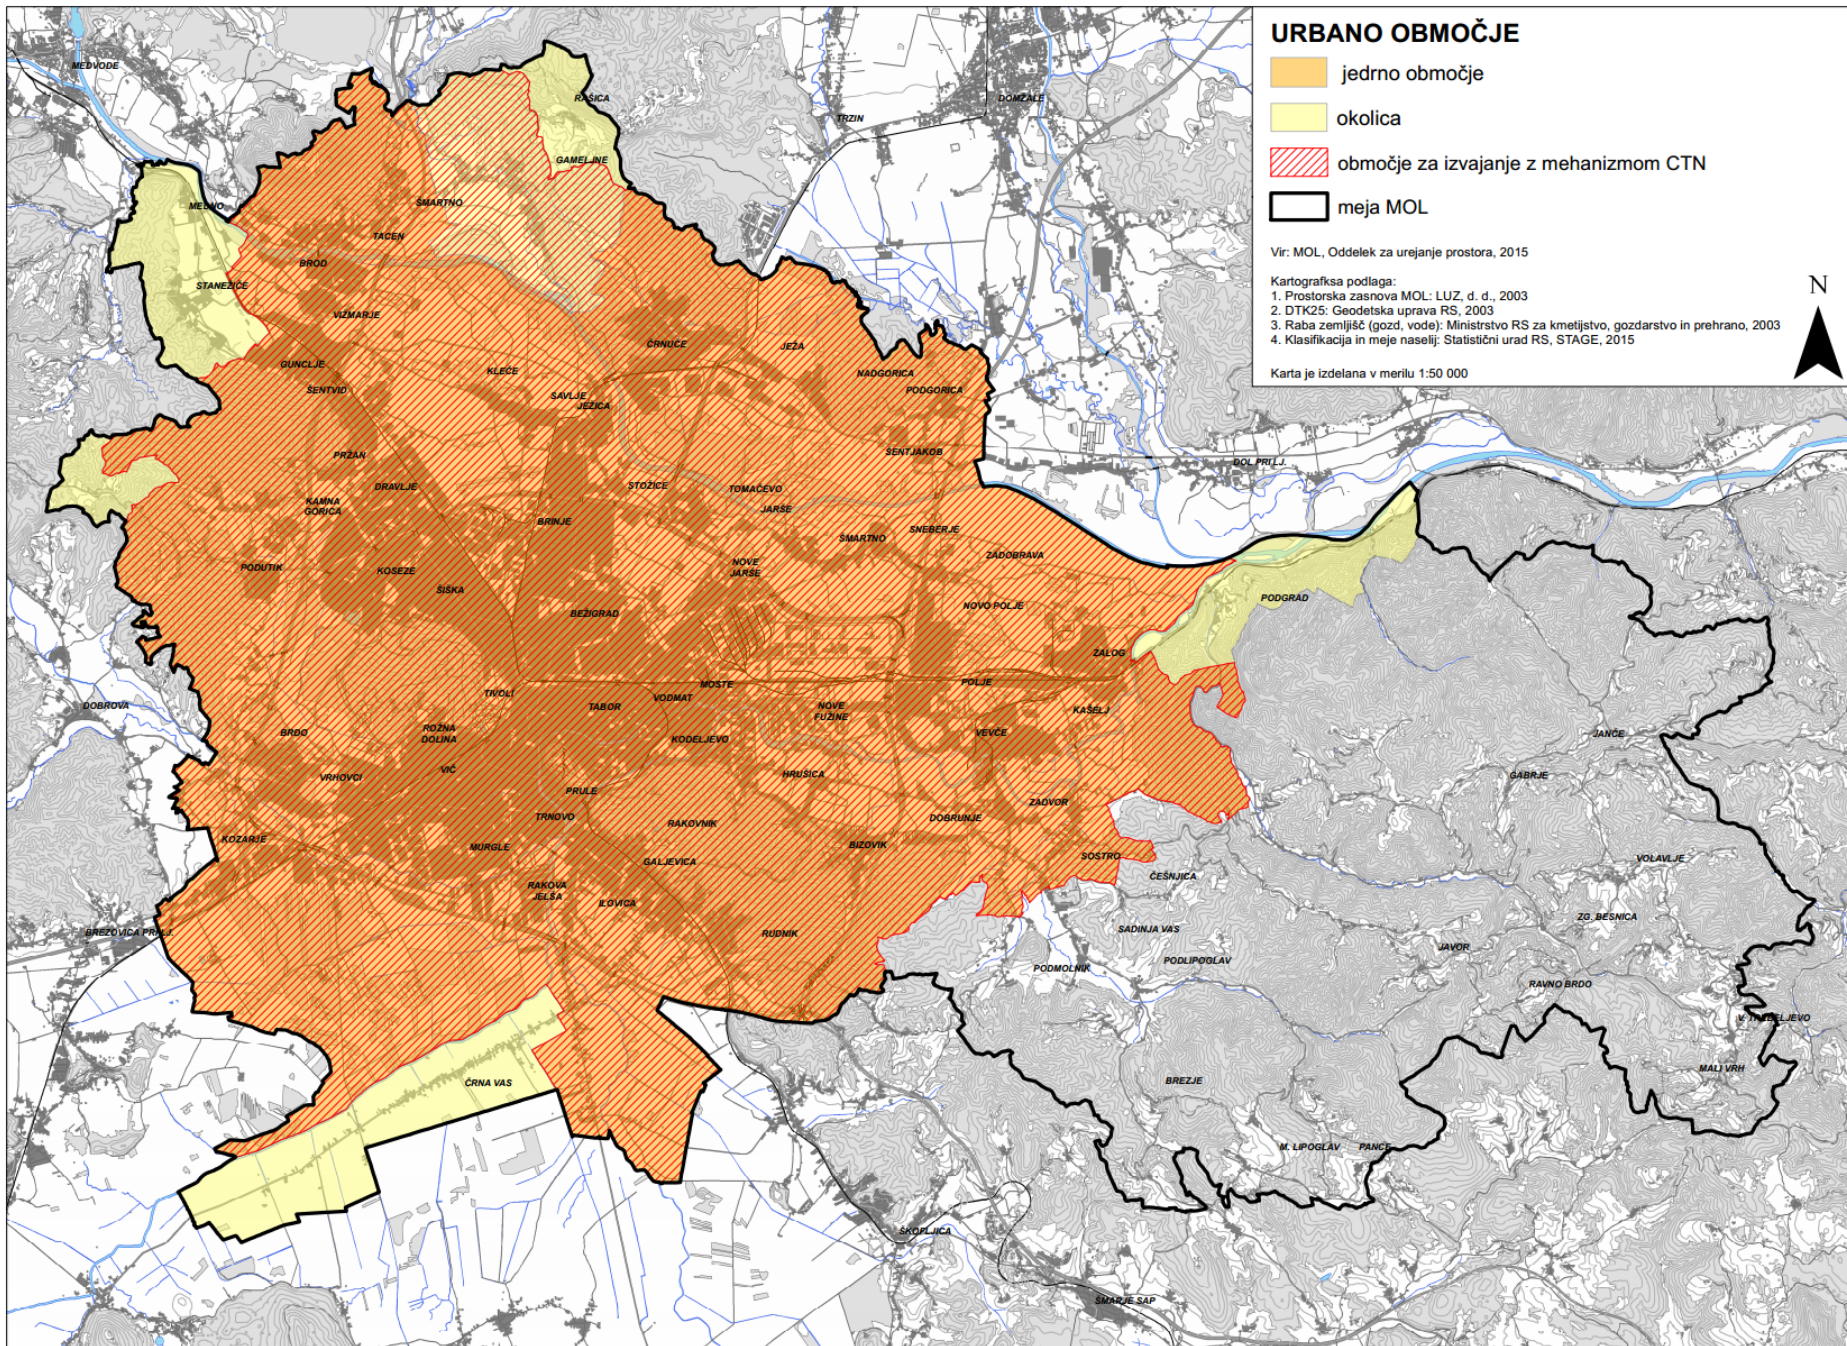 URBANO OBMOČJE
jedrno območje
okolica
območje za izvajanje z mehanizmom CTN
meja MOL
Vir: MOL, Oddelek za urejanje prostora, 2015
Kartografksa podlaga:
1. Prostorska zasnova MOL: LUZ, d. d., 2003
2. DTK25: Geodetska uprava RS, 2003
3. Raba zemljišč (gozd, vode): Ministrstvo RS za kmetijstvo, gozdarstvo in prehrano, 2003
4. Klasifikacija in meje naselij: Statistični urad RS, STAGE, 2015
Karta je izdelana v merilu 1:50 000
N
MEDVODE
RAŠICA
DOMŽALE
TRZIN
GAMELJNE
MEDNO
ŠMARTNO
TACEN
BROD
STANEŽIČE
VIŽMARJE
ČRNUČE
JEŽA
GUNCLJE
KLEČE
NADGORICA
ŠENTVID
SAVLJE
PODGORICA
JEŽICA
PRŽAN
ŠENTJAKOB
DOL PRI LJ.
DRAVLJE
STOŽICE
TOMAČEVO
KAMNA
GORICA
JARŠE
BRINJE
SNEBERJE
ŠMARTNO
ZADOBRAVA
PODUTIK
KOSEZE
NOVE
JARŠE
ŠIŠKA
PODGRAD
BEŽIGRAD
NOVO POLJE
ZALOG
MOSTE
POLJE
TIVOLI
VODMAT
DOBROVA
TABOR
NOVE
FUŽINE
KAŠELJ
BRDO
ROŽNA
DOLINA
KODELJEVO
VEVČE
JANČE
VIČ
VRHOVCI
HRUŠICA
GABRJE
PRULE
ZADVOR
TRNOVO
RAKOVNIK
DOBRUNJE
KOZARJE
MURGLE
BIZOVIK
GALJEVICA
SOSTRO
VOLAVLJE
ČEŠNJICA
RAKOVA
JELŠA
ILOVICA
ZG. BESNICA
BREZOVICA PRI LJ.
RUDNIK
SADINJA VAS
JAVOR
PODLIPOGLAV
PODMOLNIK
RAVNO BRDO
V. TREBELJEVO
MALI VRH
ČRNA VAS
BREZJE
M. LIPOGLAV
PANCE
ŠKOFLJICA
ŠMARJE SAP